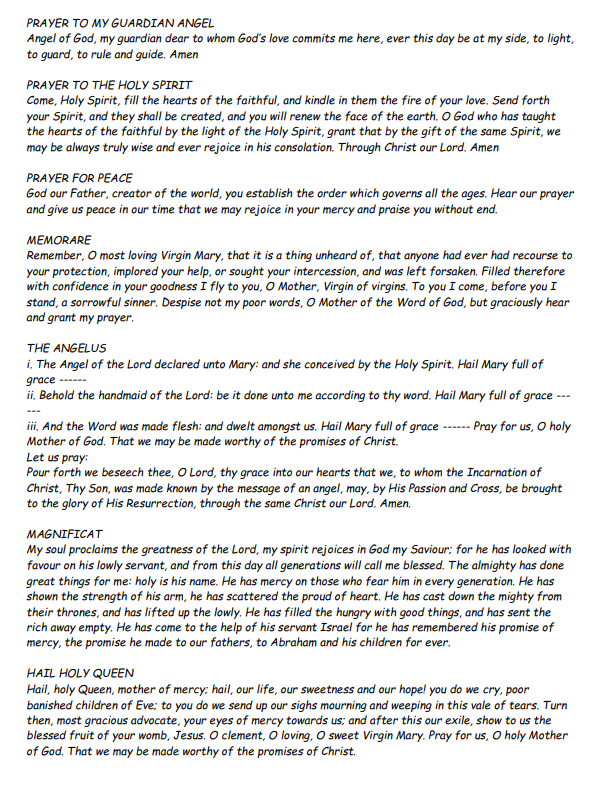 PRAYER TO MY GUARDIAN ANGEL
Angel of God, my guardian dear to whom God's love commits me here, ever this day be at my side, to light,
to guard, to rule and guide. Amen
PRAYER TO THE HOLY SPIRIT
Come, Holy Spirit, fill the hearts of the faithful, and kindle in them the fire of your love. Send forth
your Spirit, and they shall be created, and you will renew the face of the earth. O God who has taught
the hearts of the faithful by the light of the Holy Spirit, grant that by the gift of the same Spirit, we
may be always truly wise and ever rejoice in his consolation. Through Christ our Lord. Amen
PRAYER FOR PEACE
God our Father, creator of the world, you establish the order which governs all the ages. Hear our prayer
and give us peace in our time that we may rejoice in your mercy and praise you without end.
MEMORARE
Remember, O most loving Virgin Mary, that it is a thing unheard of, that anyone had ever had recourse to
your protection, implored your help, or sought your intercession, and was left forsaken. Filled therefore
with confidence in your goodness I fly to you, O Mother, Virgin of virgins. To you I come, before you I
stand, a sorrowful sinner. Despise not my poor words, O Mother of the Word of God, but graciously hear
and grant my prayer.
THE ANGELUS
i. The Angel of the Lord declared unto Mary: and she conceived by the Holy Spirit. Hail Mary full of
grace ------
ii. Behold the handmaid of the Lord: be it done unto me according to thy word. Hail Mary full of grace ---
---
iii. And the Word was made flesh: and dwelt amongst us. Hail Mary full of grace ------ Pray for us, O holy
Mother of God. That we may be made worthy of the promises of Christ.
Let us pray:
Pour forth we beseech thee, O Lord, thy grace into our hearts that we, to whom the Incarnation of
Christ, Thy Son, was made known by the message of an angel, may, by His Passion and Cross, be brought
to the glory of His Resurrection, through the same Christ our Lord. Amen.
MAGNIFICAT
My soul proclaims the greatness of the Lord, my spirit rejoices in God my Saviour; for he has looked with
favour on his lowly servant, and from this day all generations will call me blessed. The almighty has done
great things for me: holy is his name. He has mercy on those who fear him in every generation. He has
shown the strength of his arm, he has scattered the proud of heart. He has cast down the mighty from
their thrones, and has lifted up the lowly. He has filled the hungry with good things, and has sent the
rich away empty. He has come to the help of his servant Israel for he has remembered his promise of
mercy, the promise he made to our fathers, to Abraham and his children for ever.
HAIL HOLY QUEEN
Hail, holy Queen, mother of mercy; hail, our life, our sweetness and our hope! you do we cry, poor
banished children of Eve; to you do we send up our sighs mourning and weeping in this vale of tears. Turn
then, most gracious advocate, your eyes of mercy towards us; and after this our exile, show to us the
blessed fruit of your womb, Jesus. O clement, O loving, O sweet Virgin Mary. Pray for us, O holy Mother
of God. That we may be made worthy of the promises of Christ.